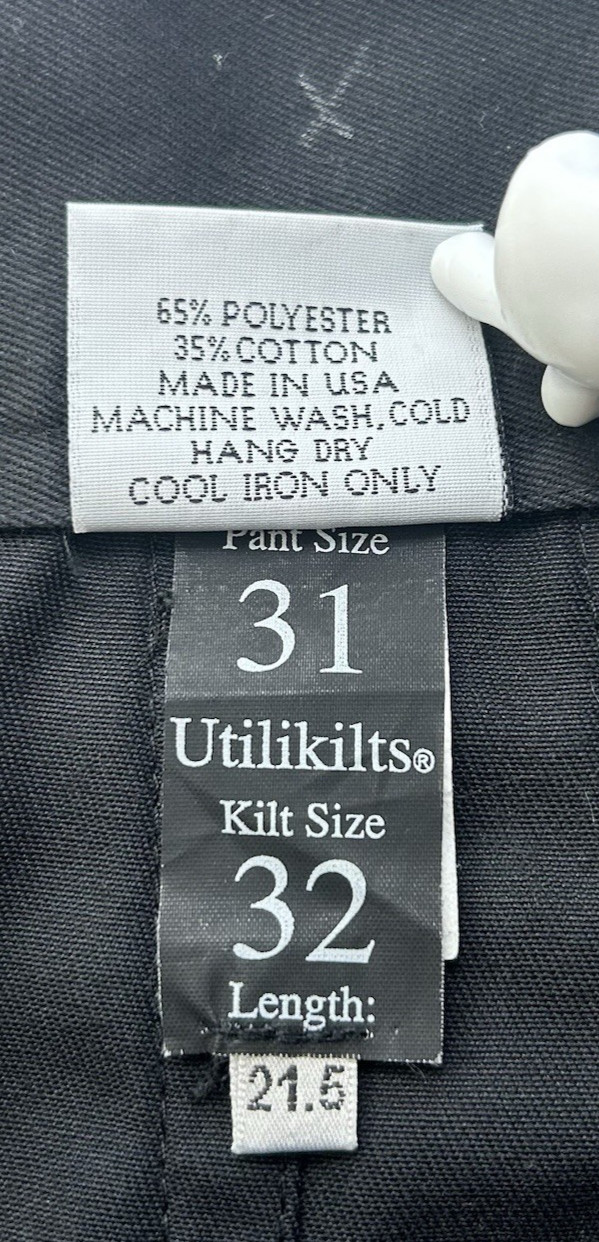 65% POLYESTER
35% COTTON
MADE IN USA
MACHINE WASH, COLD
HANG DRY
COOL IRON ONLY
Pant Size
31
Utilikilts®
Kilt Size
32
Length:
21.5